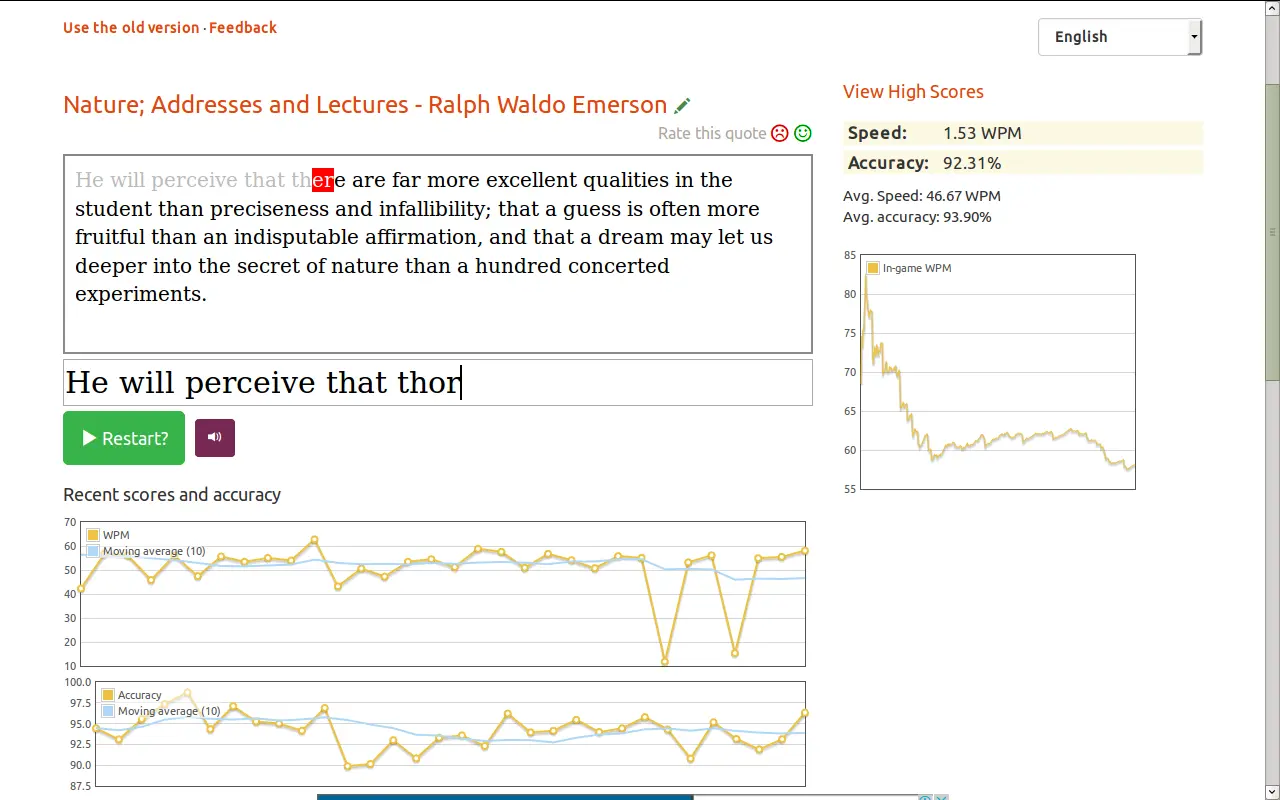 Use the old version · Feedback
English
Nature; Addresses and Lectures - Ralph Waldo Emerson
Rate this quote
He will perceive that there are far more excellent qualities in the
student than preciseness and infallibility; that a guess is often more
fruitful than an indisputable affirmation, and that a dream may let us
deeper into the secret of nature than a hundred concerted
experiments.
He will perceive that thor
Restart?
View High Scores
Speed: 1.53 WPM
Accuracy: 92.31%
Avg. Speed: 46.67 WPM
Avg. accuracy: 93.90%
85
In-game WPM
80
75
70
65
60
55
Recent scores and accuracy
70
WPM
60
Moving average (10)
50
40
30
20
10
100.0
Accuracy
97.5
Moving average (10)
95.0
92.5
90.0
87.5